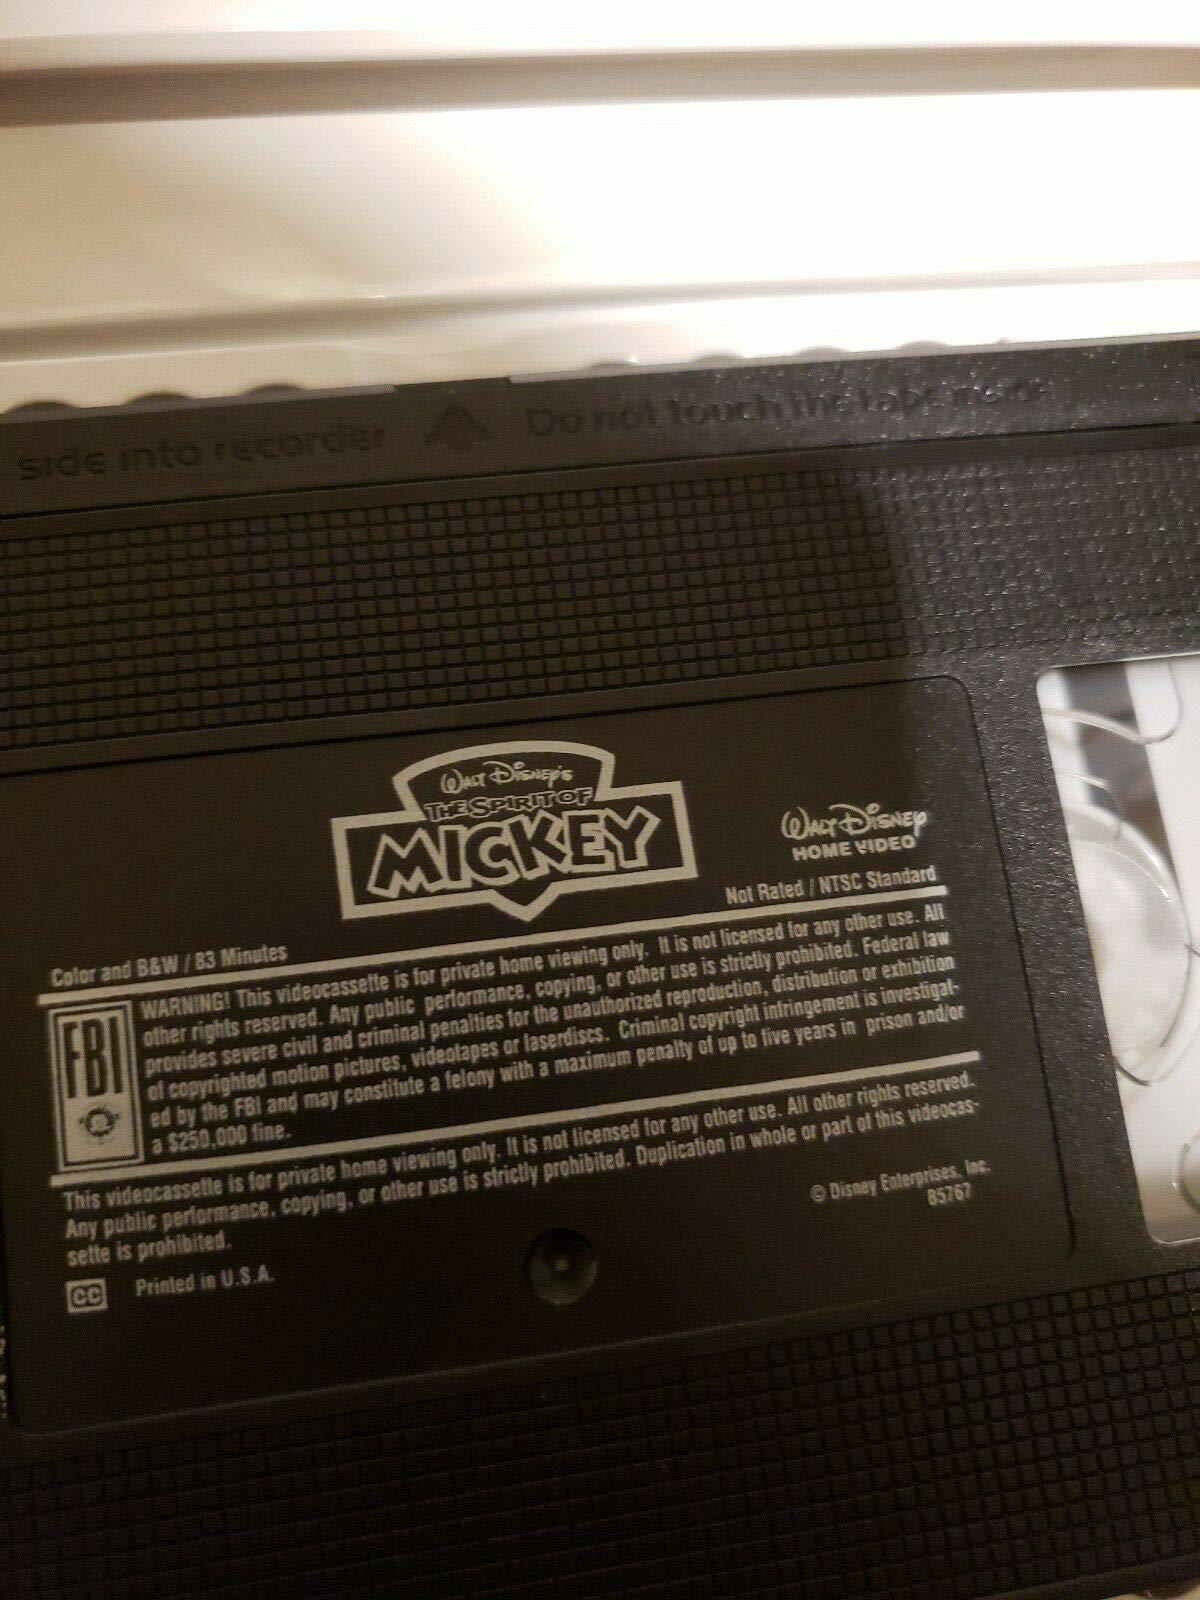 side into recorder Do not touch the tape inside
WALT DISNEY'S
THE SPIRIT OF
MICKEY
WALT DISNEY
HOME VIDEO
Not Rated / NTSC Standard
Color and B&W / 83 Minutes
FBI
WARNING! This videocassette is for private home viewing only. It is not licensed for any other use. All
other rights reserved. Any public performance, copying, or other use is strictly prohibited. Federal law
provides severe civil and criminal penalties for the unauthorized reproduction, distribution or exhibition
of copyrighted motion pictures, videotapes or laserdiscs. Criminal copyright infringement is investigat-
ed by the FBI and may constitute a felony with a maximum penalty of up to five years in prison and/or
a $250,000 fine.
This videocassette is for private home viewing only. It is not licensed for any other use. All other rights reserved.
Any public performance, copying, or other use is strictly prohibited. Duplication in whole or part of this videocas-
sette is prohibited.
© Disney Enterprises, Inc.
85767
CC Printed in U.S.A.